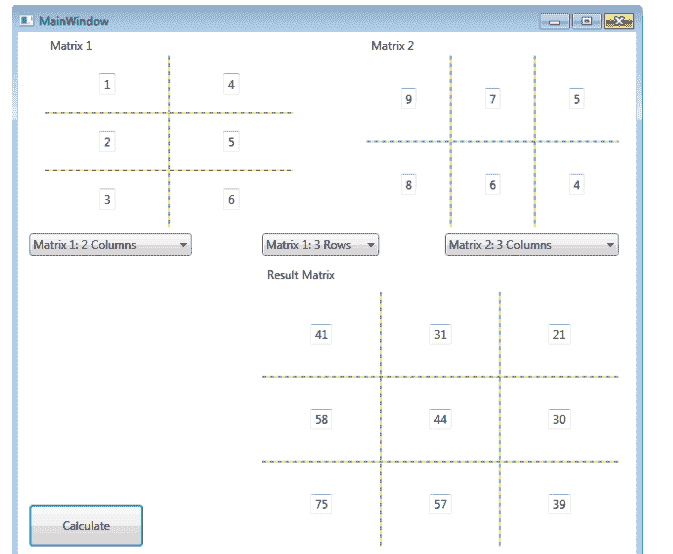 MainWindow
Matrix 1 Matrix 2
1 4 9 7 5
2 5
3 6 8 6 4
Matrix 1: 2 Columns Matrix 1: 3 Rows Matrix 2: 3 Columns
Result Matrix
41 31 21
58 44 30
75 57 39
Calculate